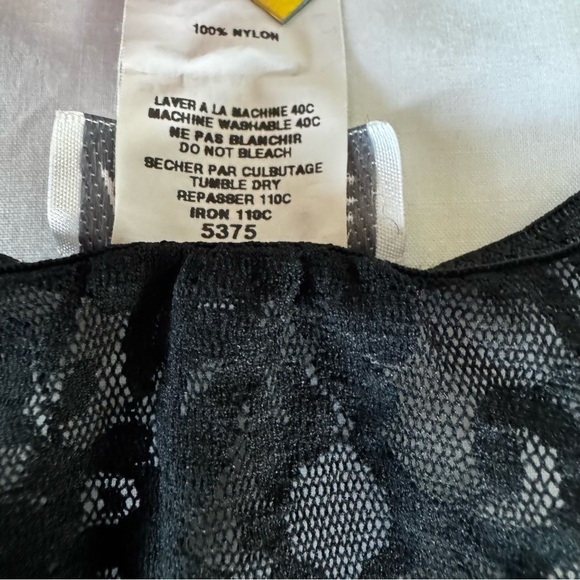 100% NYLON
LAVER A LA MACHINE 40C
MACHINE WASHABLE 40C
NE PAS BLANCHIR
DO NOT BLEACH
SECHER PAR CULBUTAGE
TUMBLE DRY
REPASSER 110C
IRON 110C
5375